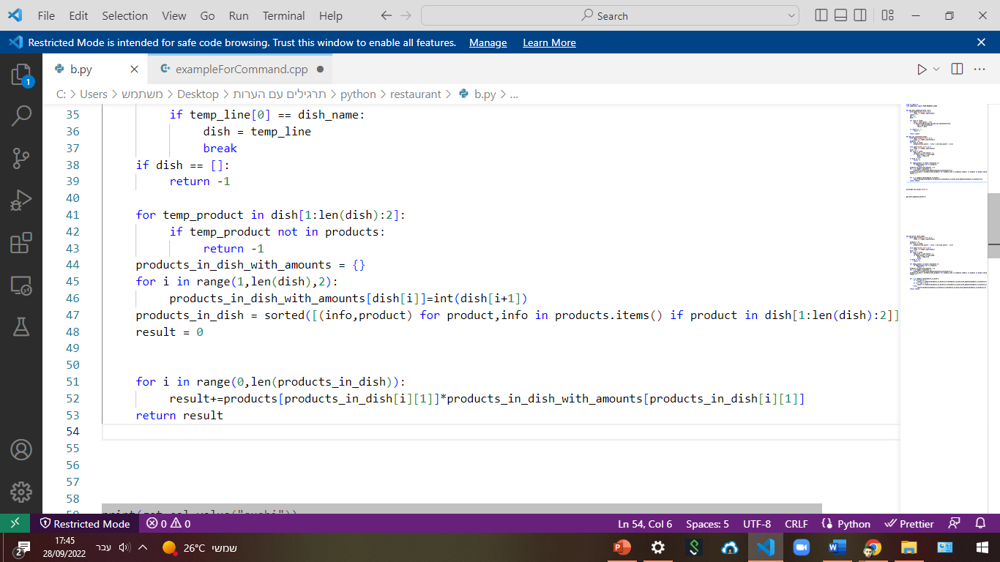 File Edit Selection View Go Run Terminal Help Search
Restricted Mode is intended for safe code browsing. Trust this window to enable all features. Manage Learn More
1
b.py exampleForCommand.cpp
C: > Users > משתמש > Desktop > תרגילים עם הערות > python > restaurant > b.py > ...
35 if temp_line[0] == dish_name:
36 dish = temp_line
37 break
38 if dish == []:
39 return -1
40
41 for temp_product in dish[1:len(dish):2]:
42 if temp_product not in products:
43 return -1
44 products_in_dish_with_amounts = {}
45 for i in range(1,len(dish),2):
46 products_in_dish_with_amounts[dish[i]]=int(dish[i+1])
47 products_in_dish = sorted([(info,product) for product,info in products.items() if product in dish[1:len(dish):2]]
48 result = 0
49
50
51 for i in range(0,len(products_in_dish)):
52 result+=products[products_in_dish[i][1]]*products_in_dish_with_amounts[products_in_dish[i][1]]
53 return result
54
55
56
57
58
Restricted Mode 0 0 Ln 54, Col 6 Spaces: 5 UTF-8 CRLF Python Prettier
2 17:45 עבר 26°C שמשי
28/09/2022